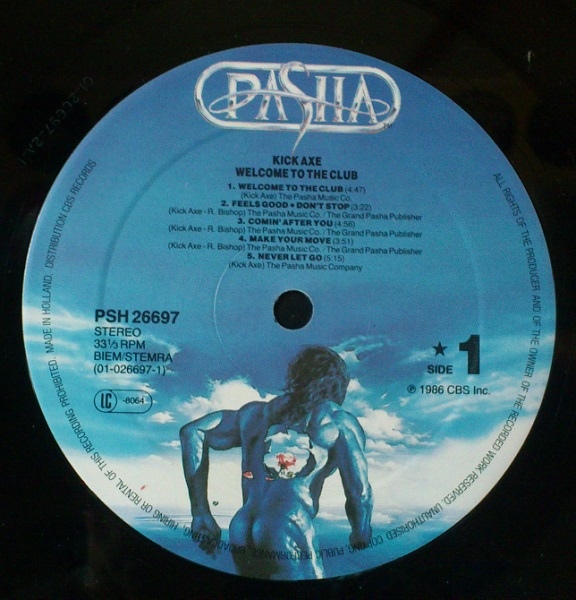 PASHA
KICK AXE
WELCOME TO THE CLUB
1. WELCOME TO THE CLUB (4:47)
(Kick Axe) The Pasha Music Co.
2. FEELS GOOD • DON'T STOP (3:22)
(Kick Axe - R. Bishop) The Pasha Music Co. / The Grand Pasha Publisher
3. COMIN' AFTER YOU (4:56)
(Kick Axe - R. Bishop) The Pasha Music Co. / The Grand Pasha Publisher
4. MAKE YOUR MOVE (3:51)
(Kick Axe - R. Bishop) The Pasha Music Co. / The Grand Pasha Publisher
5. NEVER LET GO (5:15)
(Kick Axe) The Pasha Music Company
PSH 26697
STEREO
33⅓ RPM
BIEM/STEMRA
(01-026697-1)
LC -8064
★ SIDE 1
℗ 1986 CBS Inc.
ALL RIGHTS OF THE PRODUCER AND OF THE OWNER OF THE RECORDED WORK RESERVED. UNAUTHORISED COPYING, PUBLIC PERFORMANCE, BROADCASTING, HIRING OR RENTAL OF THIS RECORDING PROHIBITED. MADE IN HOLLAND. DISTRIBUTION CBS RECORDS